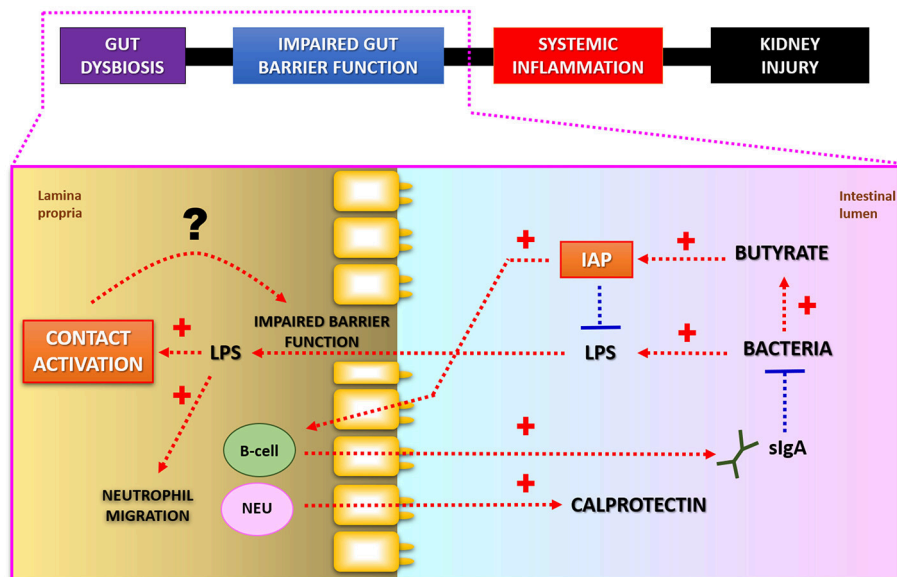 GUT
DYSBIOSIS
IMPAIRED GUT
BARRIER FUNCTION
SYSTEMIC
INFLAMMATION
KIDNEY
INJURY
Lamina
propria
Intestinal
lumen
?
+
+
+
IAP
BUTYRATE
+
IMPAIRED BARRIER
FUNCTION
CONTACT
ACTIVATION
+
LPS
LPS
+
BACTERIA
+
B-cell
+
sIgA
NEUTROPHIL
MIGRATION
NEU
+
CALPROTECTIN